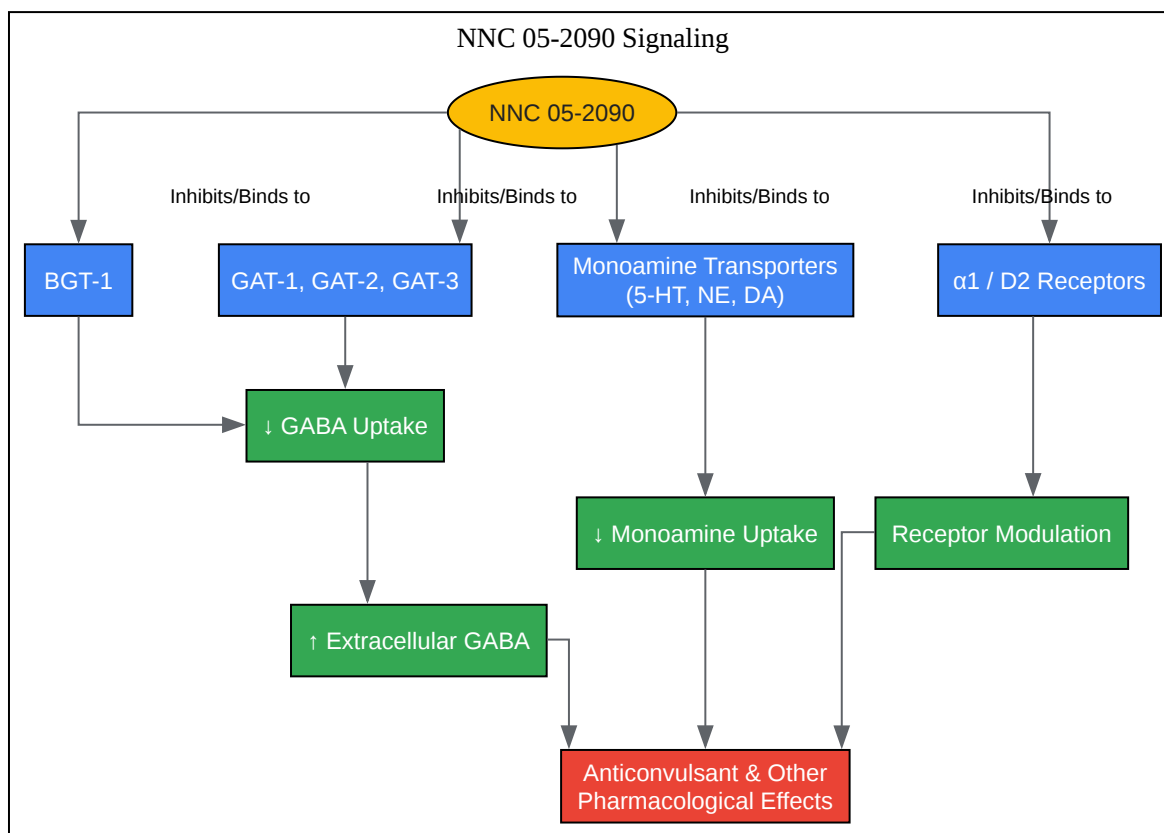 NNC 05-2090 Signaling
NNC 05-2090
Inhibits/Binds to
Inhibits/Binds to
Inhibits/Binds to
Inhibits/Binds to
BGT-1
GAT-1, GAT-2, GAT-3
Monoamine Transporters
(5-HT, NE, DA)
α1 / D2 Receptors
↓ GABA Uptake
↓ Monoamine Uptake
Receptor Modulation
↑ Extracellular GABA
Anticonvulsant & Other
Pharmacological Effects